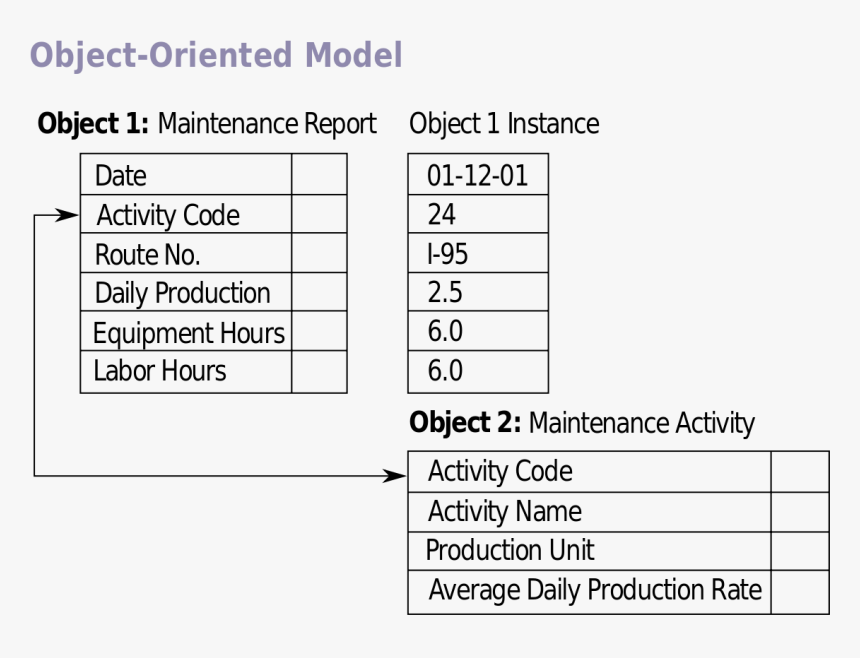 Object-Oriented Model
Object 1: Maintenance Report
Date
Activity Code
Route No.
Daily Production
Equipment Hours
Labor Hours
Object 1 Instance
01-12-01
24
I-95
2.5
6.0
6.0
Object 2: Maintenance Activity
Activity Code
Activity Name
Production Unit
Average Daily Production Rate